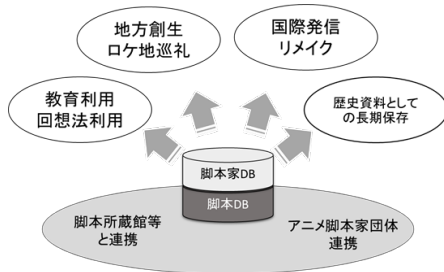 地方創生
ロケ地巡礼
国際発信
リメイク
教育利用
回想法利用
歴史資料として
の長期保存
脚本家DB
脚本DB
脚本所蔵館等
と連携
アニメ脚本家団体
連携